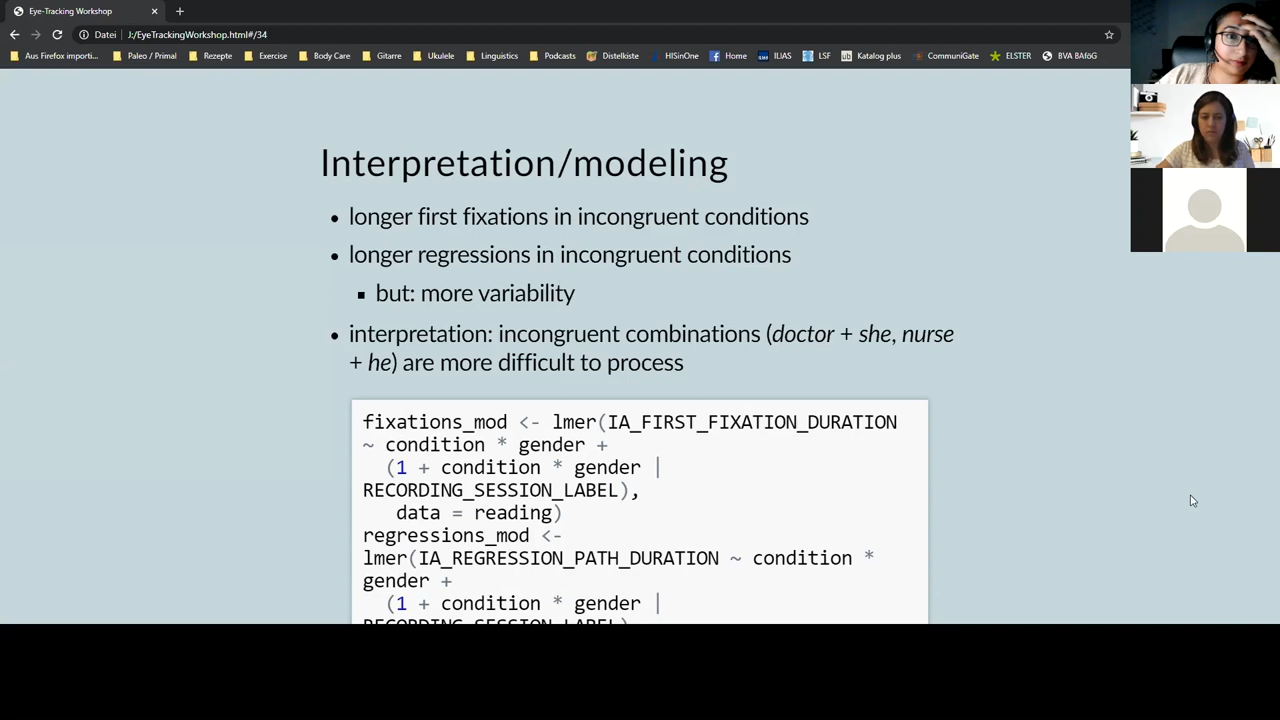 Eye-Tracking Workshop
Datei J:/EyeTrackingWorkshop.html#/34
Aus Firefox importi... Paleo / Primal Rezepte Exercise Body Care Gitarre Ukulele Linguistics Podcasts Distelkiste HISinOne Home ILIAS LSF Katalog plus CommuniGate ELSTER BVA BAföG
Interpretation/modeling
• longer first fixations in incongruent conditions
• longer regressions in incongruent conditions
▪ but: more variability
• interpretation: incongruent combinations (doctor + she, nurse
+ he) are more difficult to process
fixations_mod <- lmer(IA_FIRST_FIXATION_DURATION
~ condition * gender +
(1 + condition * gender |
RECORDING_SESSION_LABEL),
data = reading)
regressions_mod <-
lmer(IA_REGRESSION_PATH_DURATION ~ condition *
gender +
(1 + condition * gender |
RECORDING_SESSION_LABEL)